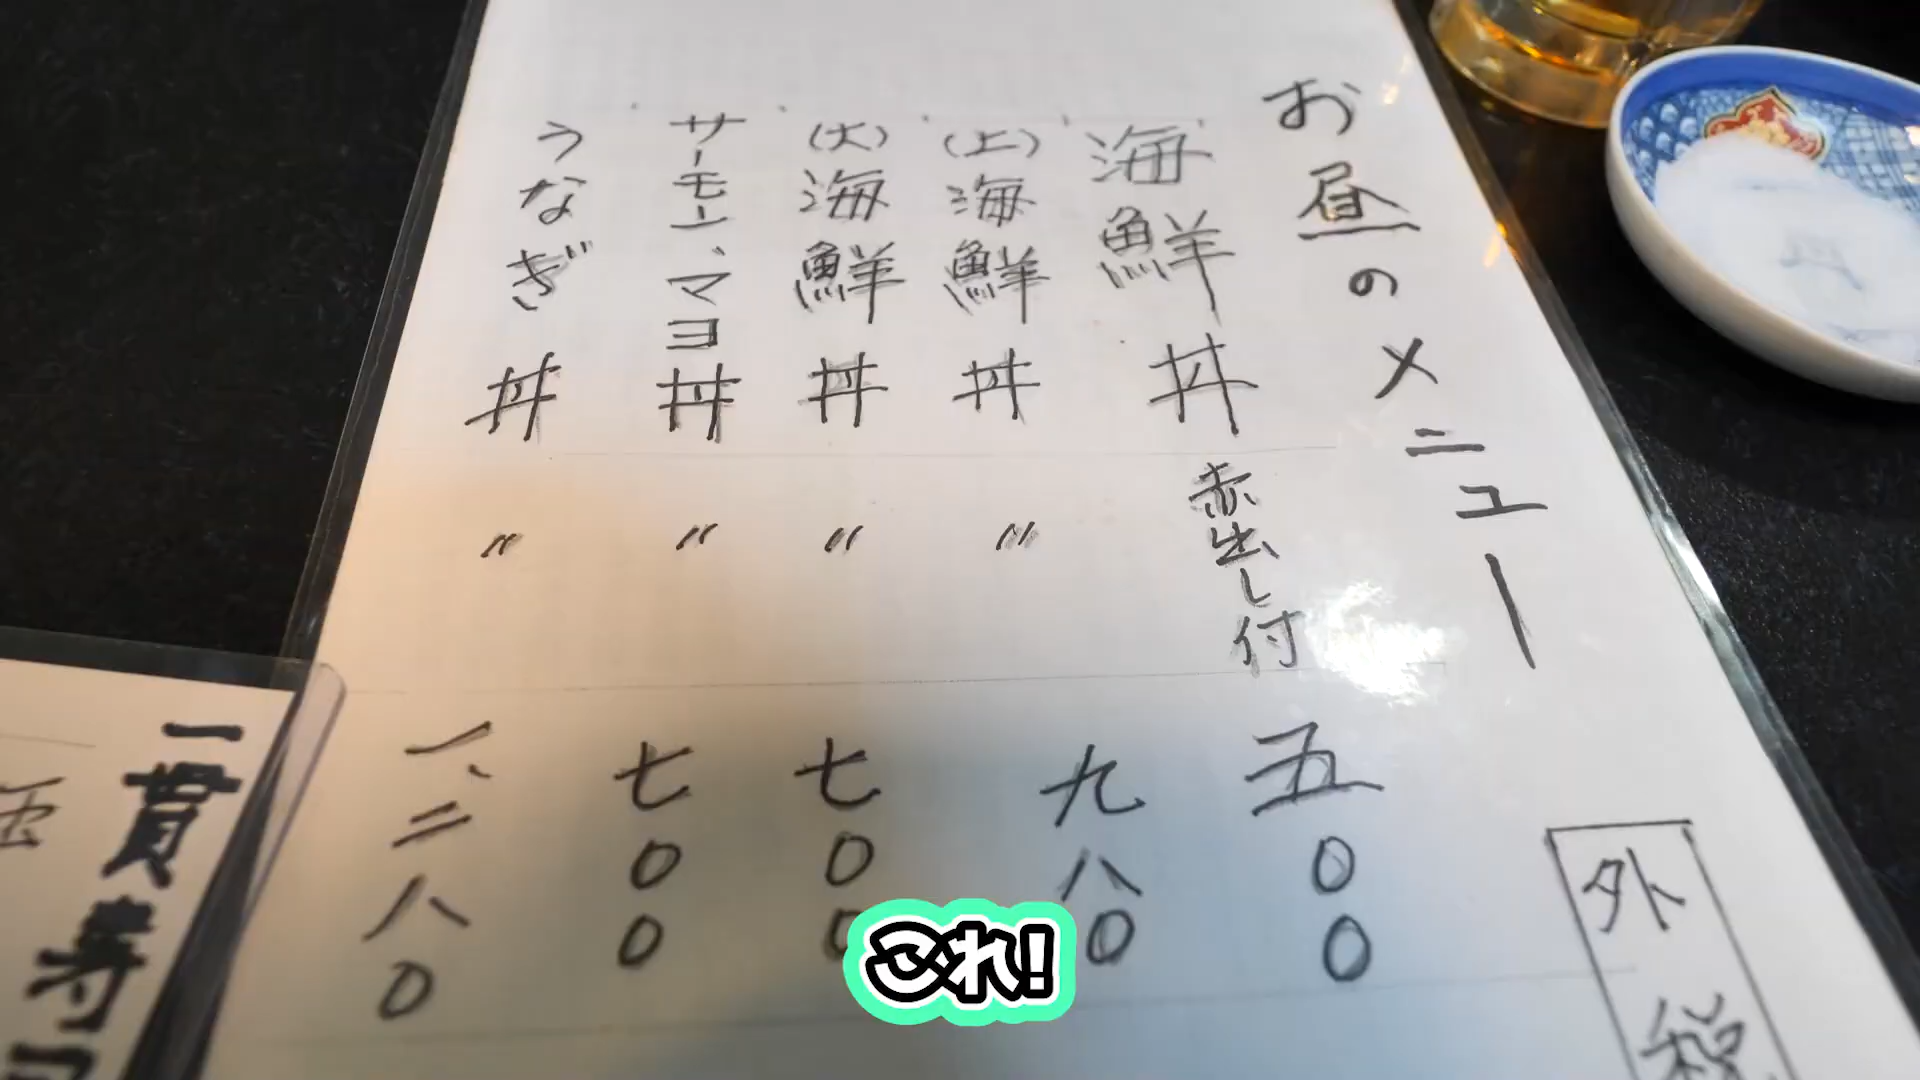 お昼のメニュー
海鮮丼 赤出し付 五〇〇
(上)海鮮丼 〃 九八〇
(大)海鮮丼 〃 七〇〇
サーモン、マヨ丼 〃 七〇〇
うなぎ丼 〃 一、二八〇
外税
一貫寿司
これ!